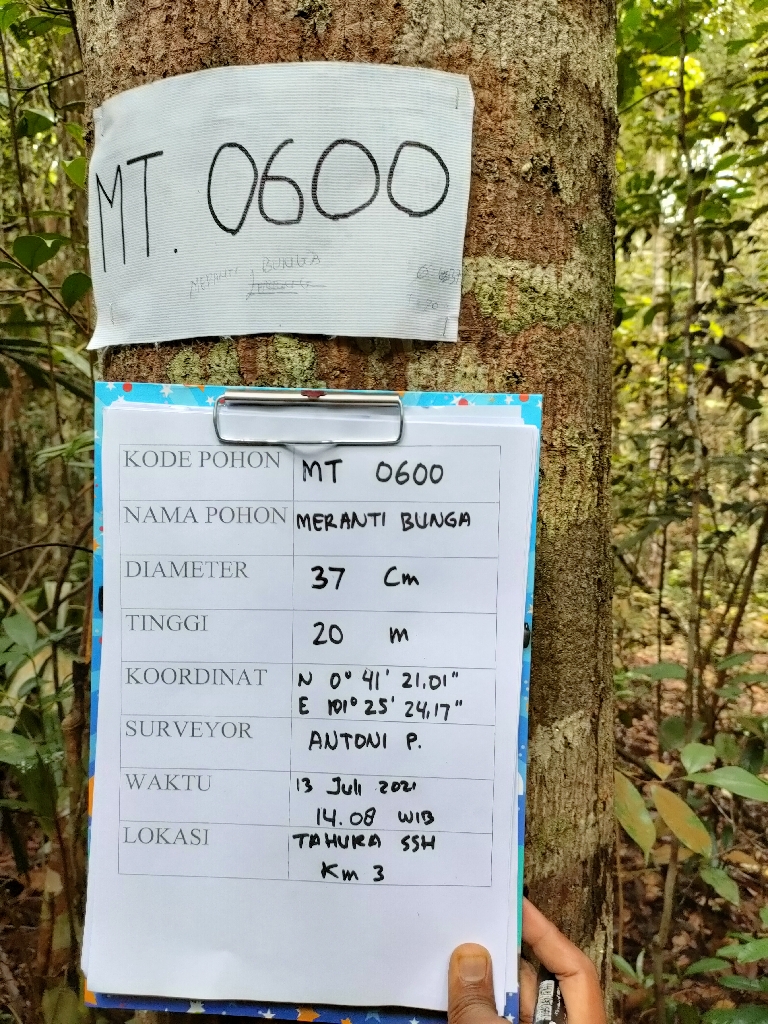 MT. 0600
MERANTI BUNGA
KODE POHON MT 0600
NAMA POHON MERANTI BUNGA
DIAMETER 37 Cm
TINGGI 20 m
KOORDINAT N 0° 41' 21.01"
E 101° 25' 24,17"
SURVEYOR ANTONI P.
WAKTU 13 Juli 2021
14.08 WIB
LOKASI TAHURA SSH
Km 3